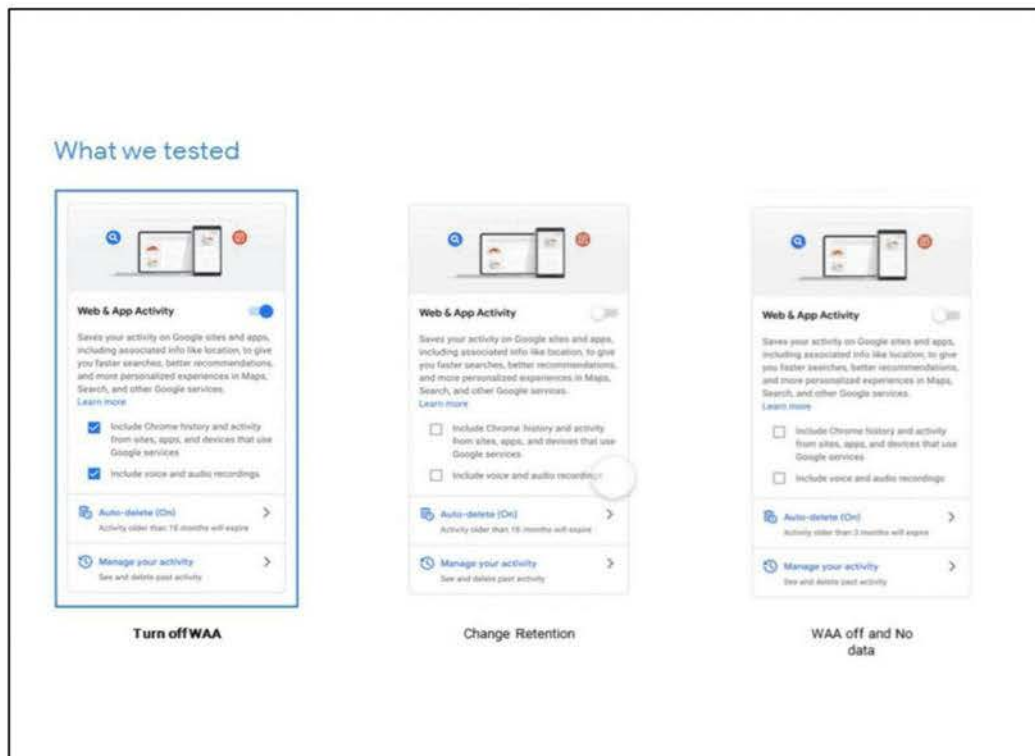 What we tested
Web & App Activity
Saves your activity on Google sites and apps,
including associated info like location, to give
you faster searches, better recommendations,
and more personalized experiences in Maps,
Search, and other Google services.
Learn more
Include Chrome history and activity
from sites, apps, and devices that use
Google services
Include voice and audio recordings
Auto-delete (On)
Activity older than 18 months will expire
Manage your activity
See and delete past activity
Turn off WAA
Web & App Activity
Saves your activity on Google sites and apps,
including associated info like location, to give
you faster searches, better recommendations,
and more personalized experiences in Maps,
Search, and other Google services.
Learn more
Include Chrome history and activity
from sites, apps, and devices that use
Google services
Include voice and audio recordings
Auto-delete (On)
Activity older than 18 months will expire
Manage your activity
See and delete past activity
Change Retention
Web & App Activity
Saves your activity on Google sites and apps,
including associated info like location, to give
you faster searches, better recommendations,
and more personalized experiences in Maps,
Search, and other Google services.
Learn more
Include Chrome history and activity
from sites, apps, and devices that use
Google services
Include voice and audio recordings
Auto-delete (On)
Activity older than 3 months will expire
Manage your activity
See and delete past activity
WAA off and No
data